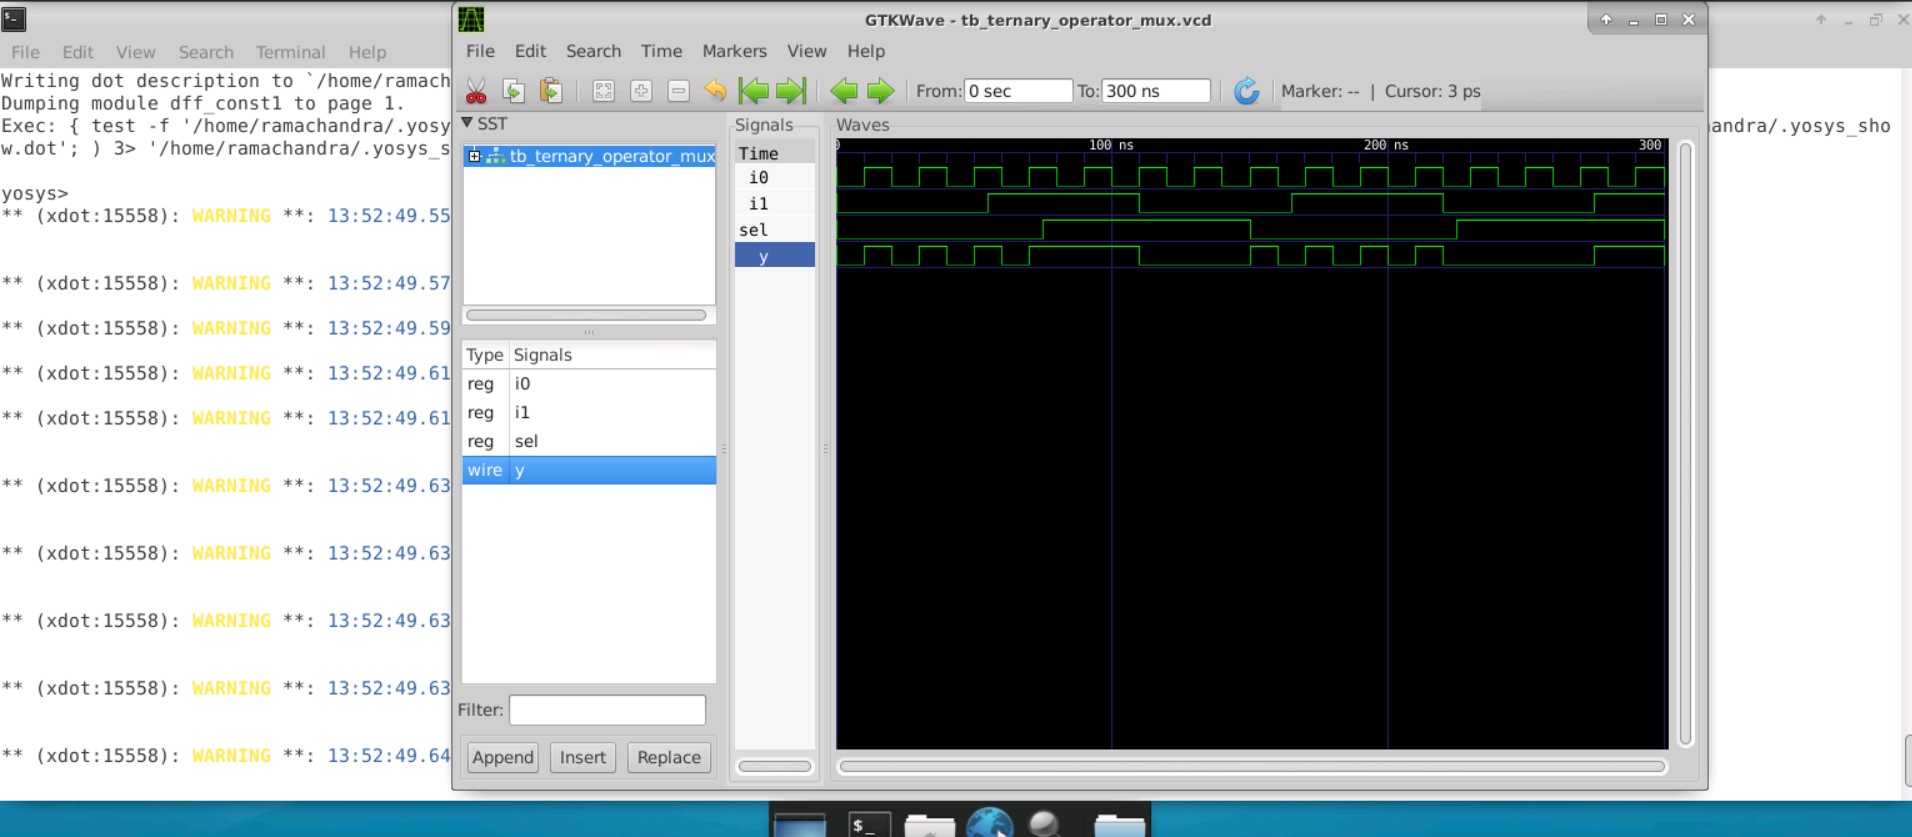 File Edit View Search Terminal Help
Writing dot description to `/home/ramach
Dumping module dff_const1 to page 1.
Exec: { test -f '/home/ramachandra/.yosy
w.dot'; ) 3> '/home/ramachandra/.yosys_s
yosys>
** (xdot:15558): WARNING **: 13:52:49.55
** (xdot:15558): WARNING **: 13:52:49.57
** (xdot:15558): WARNING **: 13:52:49.59
** (xdot:15558): WARNING **: 13:52:49.61
** (xdot:15558): WARNING **: 13:52:49.61
** (xdot:15558): WARNING **: 13:52:49.63
** (xdot:15558): WARNING **: 13:52:49.63
** (xdot:15558): WARNING **: 13:52:49.63
** (xdot:15558): WARNING **: 13:52:49.63
** (xdot:15558): WARNING **: 13:52:49.64
GTKWave - tb_ternary_operator_mux.vcd
File Edit Search Time Markers View Help
From: 0 sec To: 300 ns Marker: -- | Cursor: 3 ps
SST
tb_ternary_operator_mux
Type Signals
reg i0
reg i1
reg sel
wire y
Filter:
Append Insert Replace
Signals
Time
i0
i1
sel
y
Waves
0 100 ns 200 ns 300
andra/.yosys_sho
$_